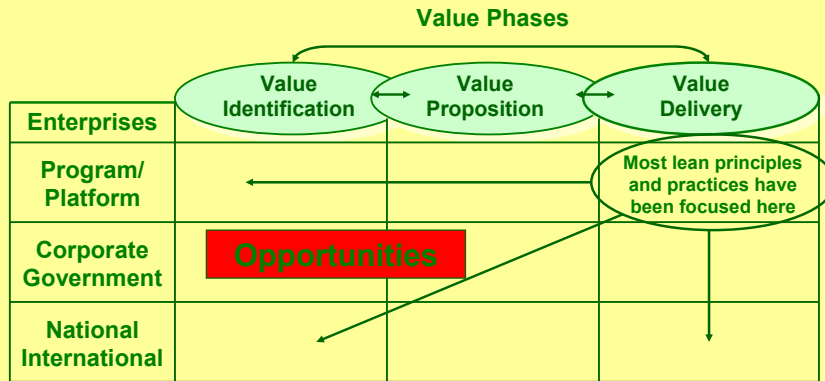 Value Phases
Value
Identification
Value
Proposition
Value
Delivery
Enterprises
Program/
Platform
Most lean principles
and practices have
been focused here
Corporate
Government
Opportunities
National
International